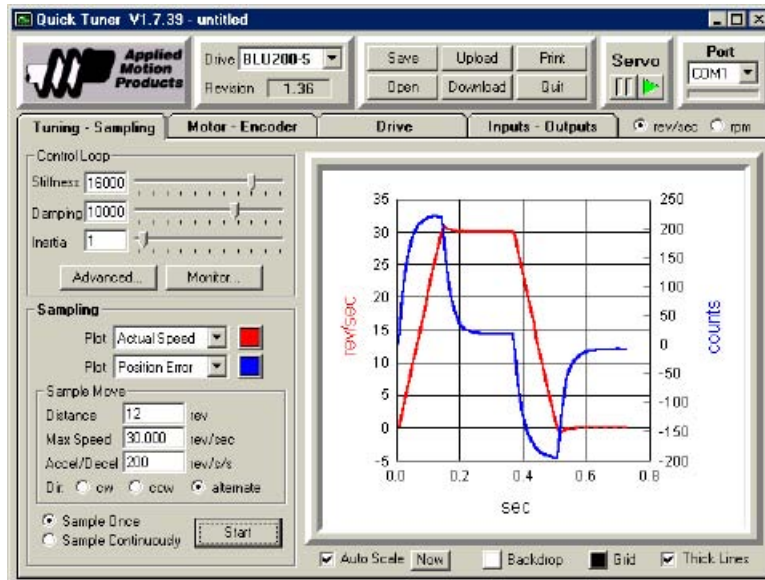 Quick Tuner V1.7.39 - untitled
Applied
Motion
Products
Drive BLU200-S
Revision 1.36
Save Upload Print
Open Download Quit
Servo
Port
COM1
Tuning - Sampling Motor - Encoder Drive Inputs - Outputs rev/sec rpm
Control Loop
Stiffness 16000
Damping 10000
Inertia 1
Advanced... Monitor...
Sampling
Plot Actual Speed
Plot Position Error
Sample Move
Distance 12 rev
Max Speed 30.000 rev/sec
Accel/Decel 200 rev/s/s
Dir. cw ccw alternate
Sample Once
Sample Continuously
Start
35
30
25
20
15
10
5
0
-5
rev/sec
250
200
150
100
50
0
-50
-100
-150
-200
counts
0.0 0.2 0.4 0.6 0.8
sec
Auto Scale Now Backdrop Grid Thick Lines